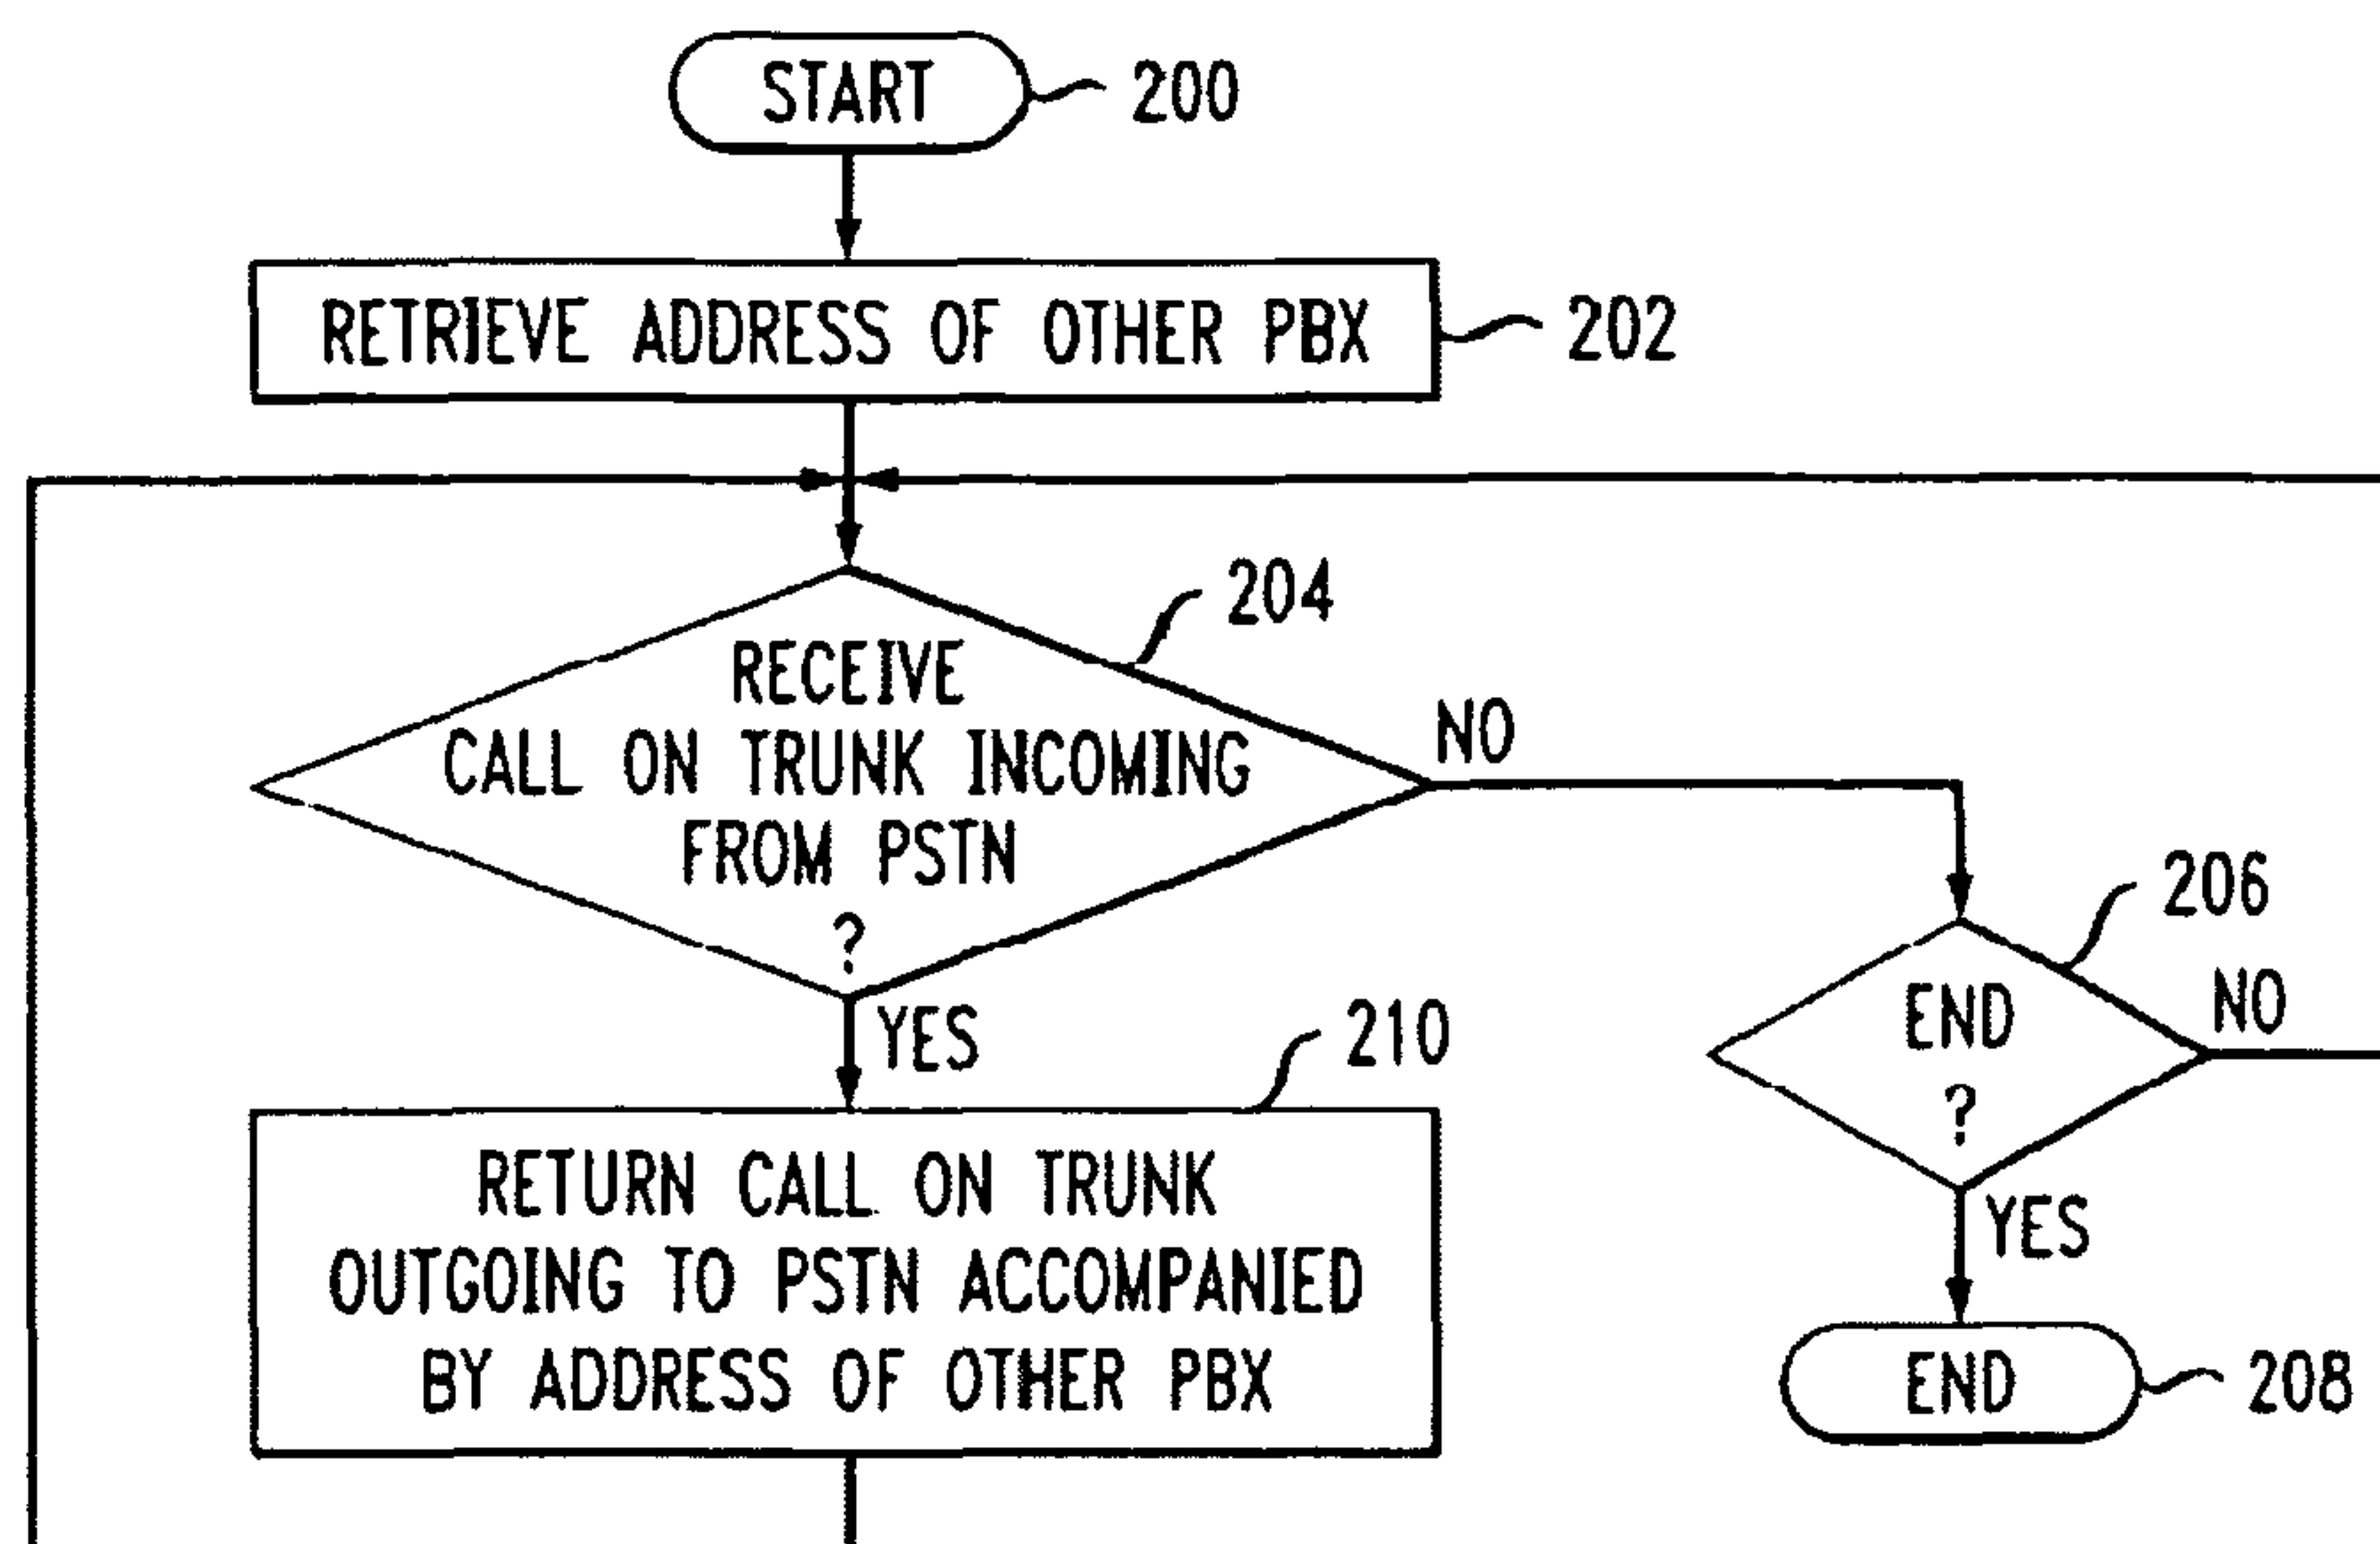 START
200
RETRIEVE ADDRESS OF OTHER PBX
202
204
RECEIVE
CALL ON TRUNK INCOMING
FROM PSTN
?
NO
YES
206
END
?
NO
YES
210
RETURN CALL ON TRUNK
OUTGOING TO PSTN ACCOMPANIED
BY ADDRESS OF OTHER PBX
END
208